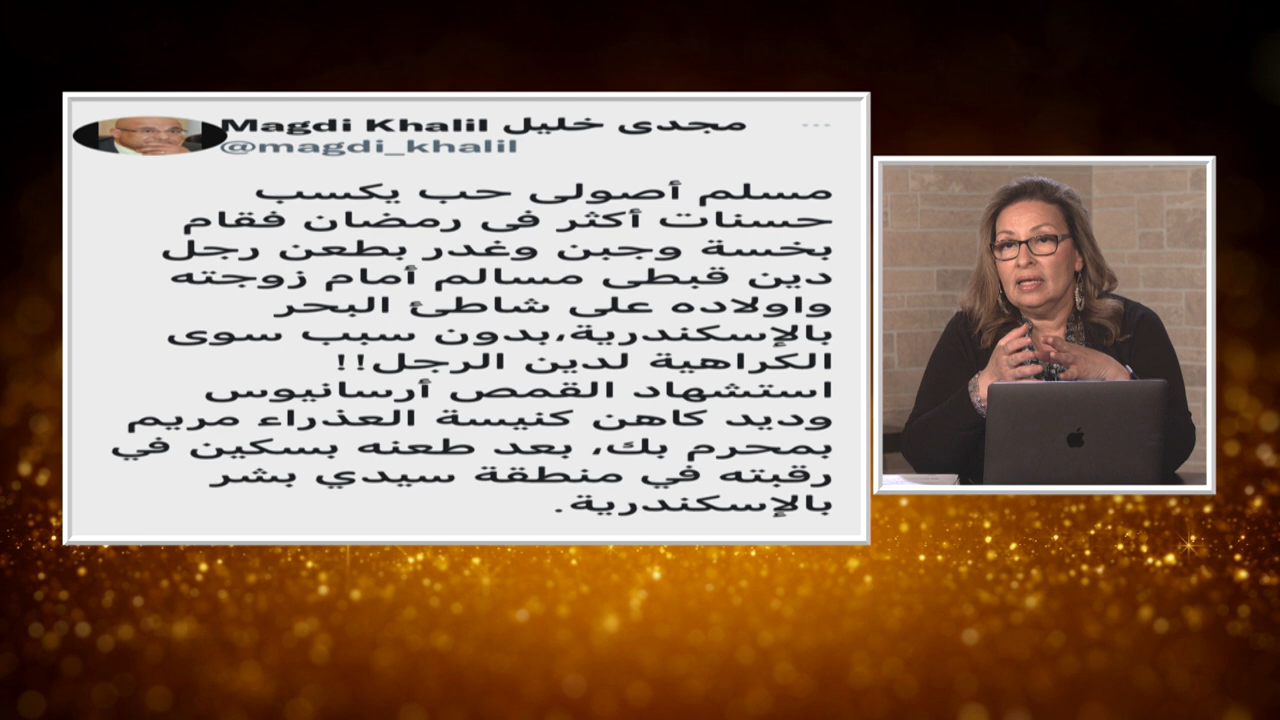 Magdi Khalil مجدى خليل
@magdi_khalil
مسلم أصولى حب يكسب
حسنات أكثر فى رمضان فقام
بخسة وجبن وغدر بطعن رجل
دين قبطى مسالم أمام زوجته
واولاده على شاطئ البحر
بالإسكندرية،بدون سبب سوى
الكراهية لدين الرجل!!
استشهاد القمص أرسانيوس
وديد كاهن كنيسة العذراء مريم
بمحرم بك، بعد طعنه بسكين في
رقبته في منطقة سيدي بشر
بالإسكندرية.